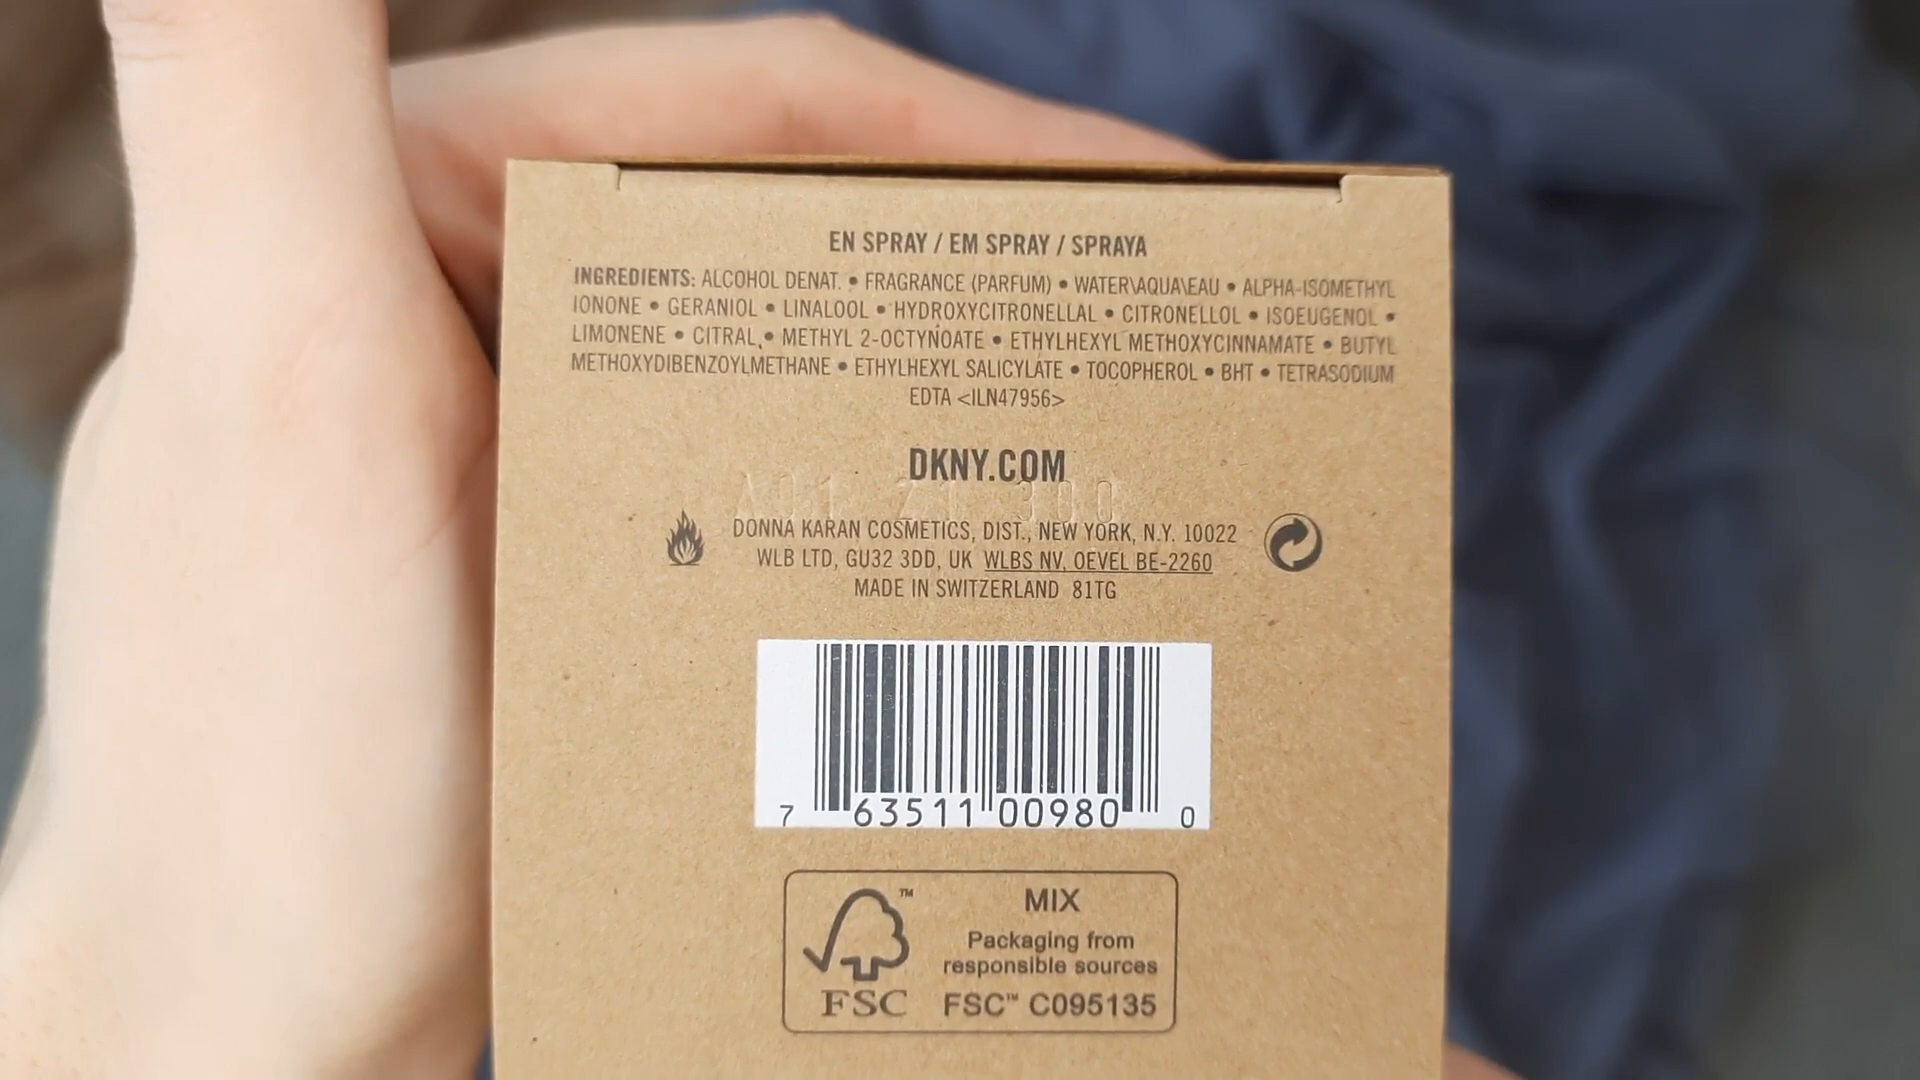 EN SPRAY / EM SPRAY / SPRAYA
INGREDIENTS: ALCOHOL DENAT. • FRAGRANCE (PARFUM) • WATER\AQUA\EAU • ALPHA-ISOMETHYL
IONONE • GERANIOL • LINALOOL • HYDROXYCITRONELLAL • CITRONELLOL • ISOEUGENOL •
LIMONENE • CITRAL • METHYL 2-OCTYNOATE • ETHYLHEXYL METHOXYCINNAMATE • BUTYL
METHOXYDIBENZOYLMETHANE • ETHYLHEXYL SALICYLATE • TOCOPHEROL • BHT • TETRASODIUM
EDTA <ILN47956>
DKNY.COM
DONNA KARAN COSMETICS, DIST., NEW YORK, N.Y. 10022
WLB LTD, GU32 3DD, UK WLBS NV, OEVEL BE-2260
MADE IN SWITZERLAND 81TG
7 63511 00980 0
FSC
MIX
Packaging from
responsible sources
FSC™ C095135